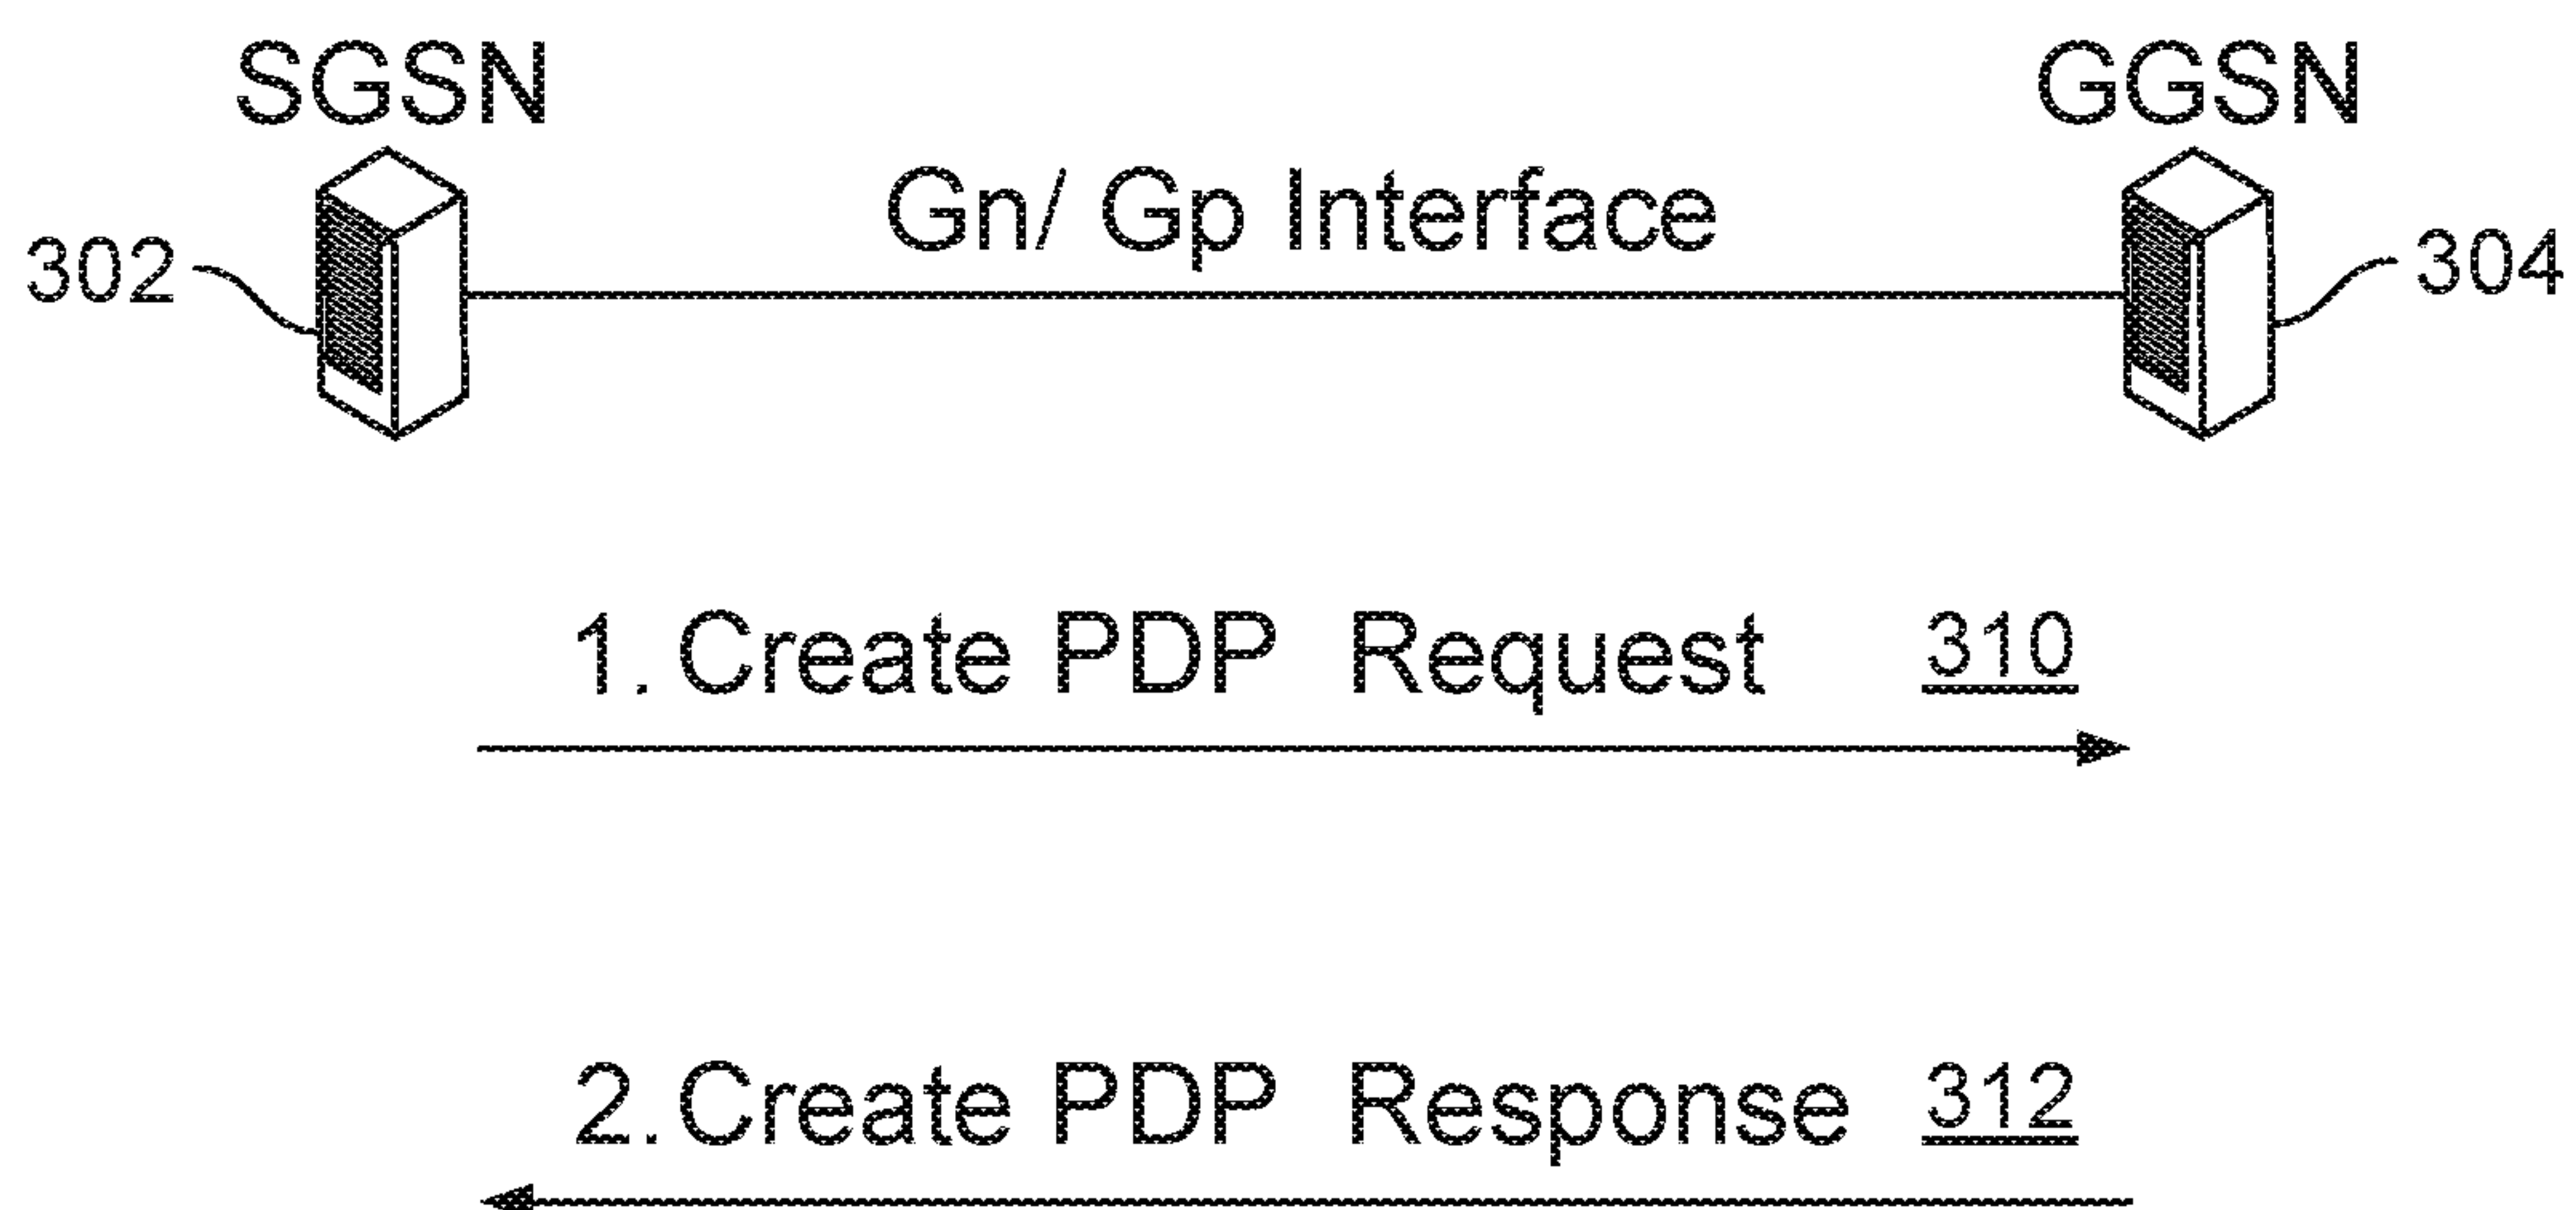 SGSN
GGSN
Gn/ Gp Interface
302
304
1. Create PDP Request 310
2. Create PDP Response 312